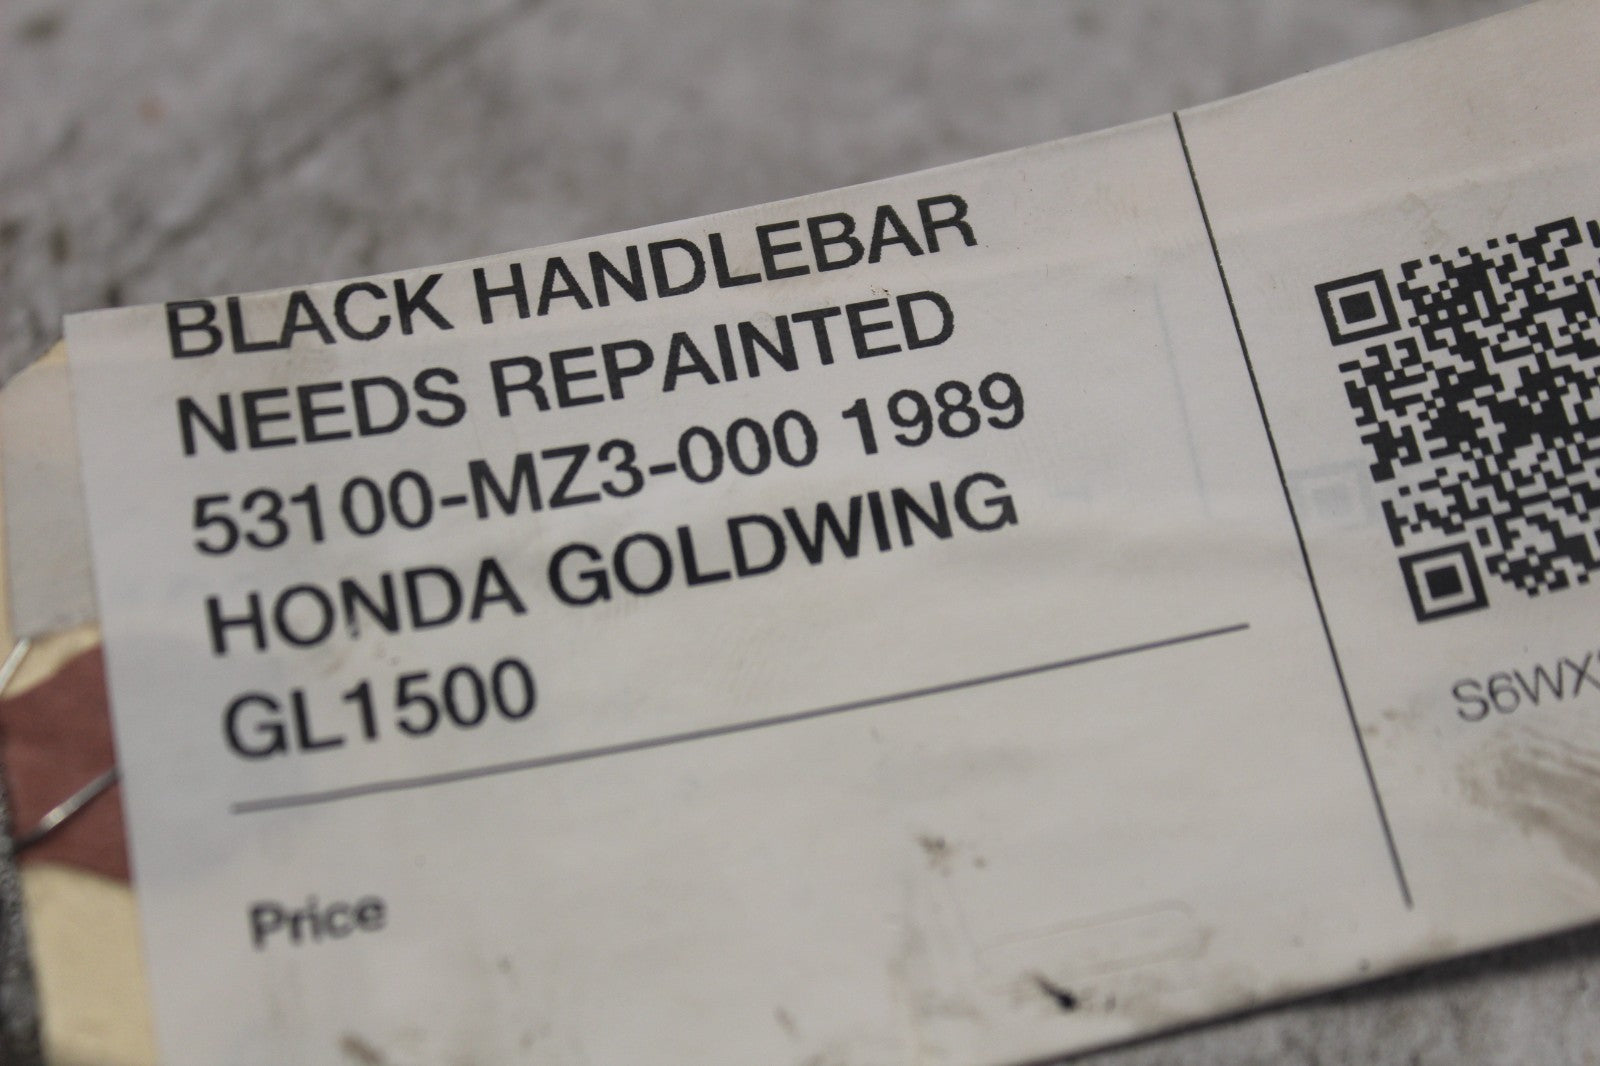 BLACK HANDLEBAR
NEEDS REPAINTED
53100-MZ3-000 1989
HONDA GOLDWING
GL1500
Price